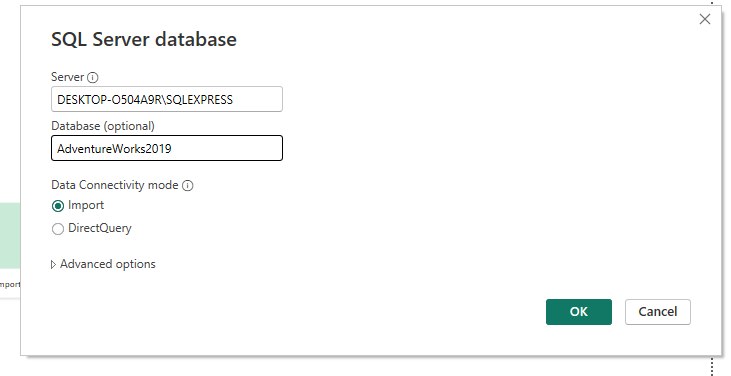 SQL Server database
Server
DESKTOP-O504A9R\SQLEXPRESS
Database (optional)
AdventureWorks2019
Data Connectivity mode
Import
DirectQuery
Advanced options
mport
OK Cancel